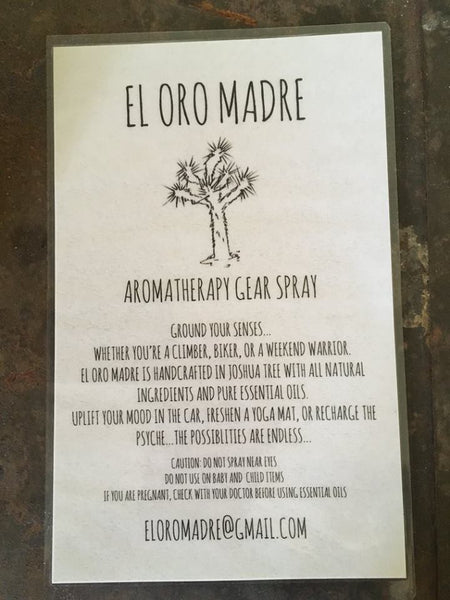 EL ORO MADRE
AROMATHERAPY GEAR SPRAY
GROUND YOUR SENSES...
WHETHER YOU'RE A CLIMBER, BIKER, OR A WEEKEND WARRIOR.
EL ORO MADRE IS HANDCRAFTED IN JOSHUA TREE WITH ALL NATURAL
INGREDIENTS AND PURE ESSENTIAL OILS.
UPLIFT YOUR MOOD IN THE CAR, FRESHEN A YOGA MAT, OR RECHARGE THE
PSYCHE...THE POSSIBLITIES ARE ENDLESS...
CAUTION: DO NOT SPRAY NEAR EYES
DO NOT USE ON BABY AND CHILD ITEMS
IF YOU ARE PREGNANT, CHECK WITH YOUR DOCTOR BEFORE USING ESSENTIAL OILS
ELOROMADRE@GMAIL.COM